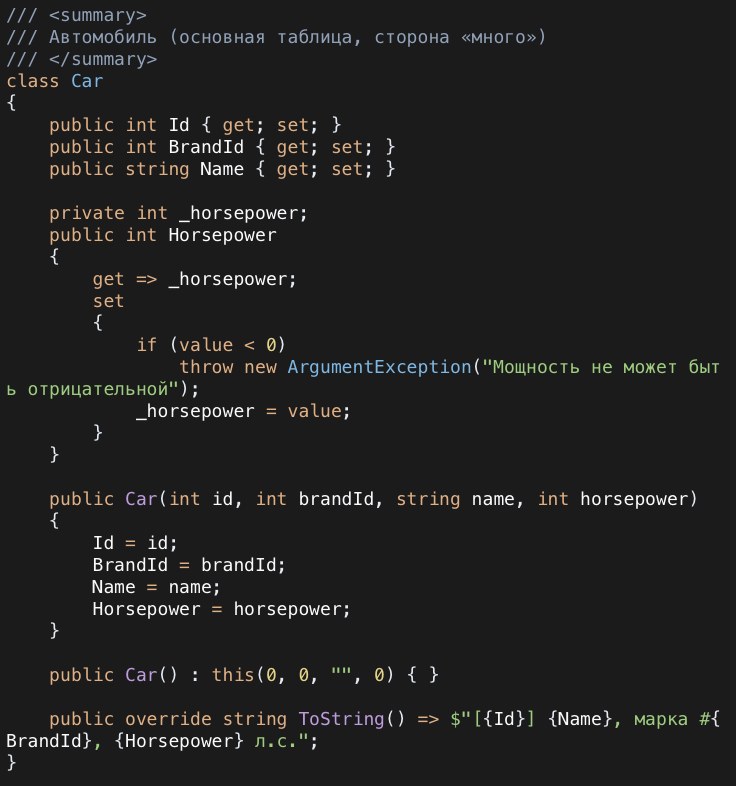 /// <summary>
/// Автомобиль (основная таблица, сторона «много»)
/// </summary>
class Car
{
    public int Id { get; set; }
    public int BrandId { get; set; }
    public string Name { get; set; }

    private int _horsepower;
    public int Horsepower
    {
        get => _horsepower;
        set
        {
            if (value < 0)
                throw new ArgumentException("Мощность не может быт
ь отрицательной");
            _horsepower = value;
        }
    }

    public Car(int id, int brandId, string name, int horsepower)
    {
        Id = id;
        BrandId = brandId;
        Name = name;
        Horsepower = horsepower;
    }

    public Car() : this(0, 0, "", 0) { }

    public override string ToString() => $"[{Id}] {Name}, марка #{
BrandId}, {Horsepower} л.с.";
}